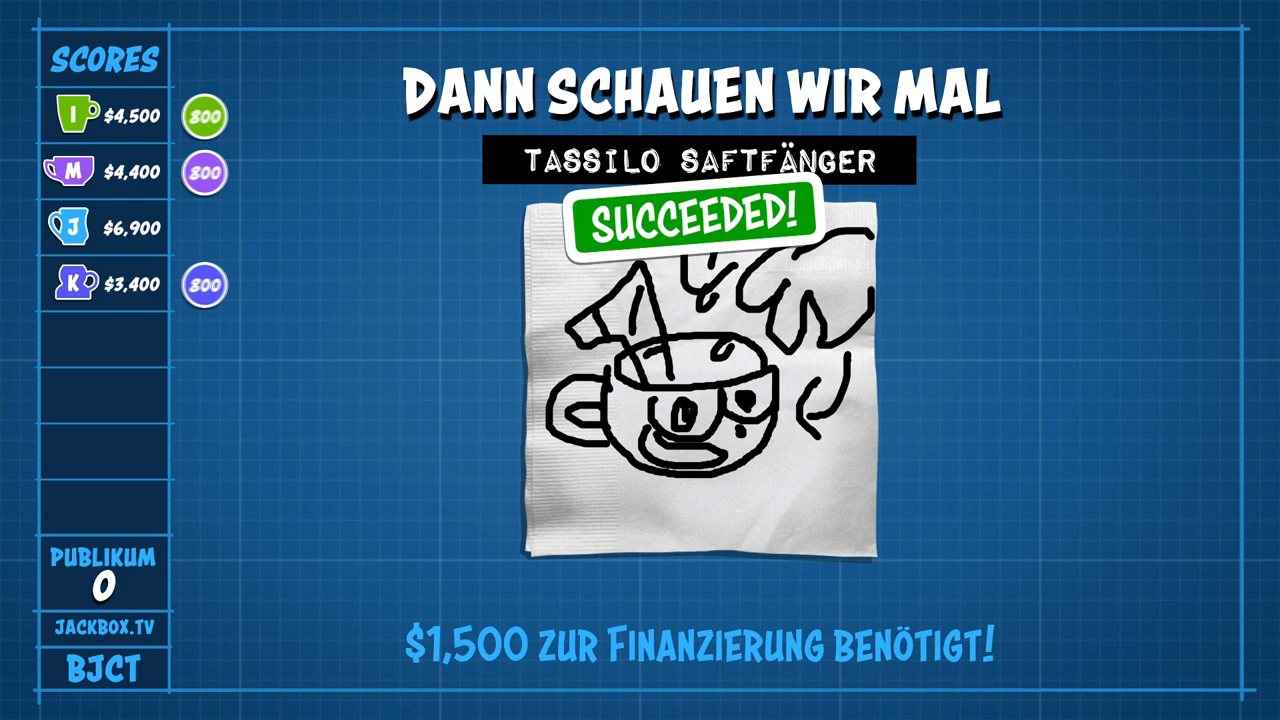 SCORES
I $4,500 800
M $4,400 800
J $6,900
K $3,400 800
PUBLIKUM
0
JACKBOX.TV
BJCT
DANN SCHAUEN WIR MAL
TASSILO SAFTFÄNGER
SUCCEEDED!
$1,500 ZUR FINANZIERUNG BENÖTIGT!